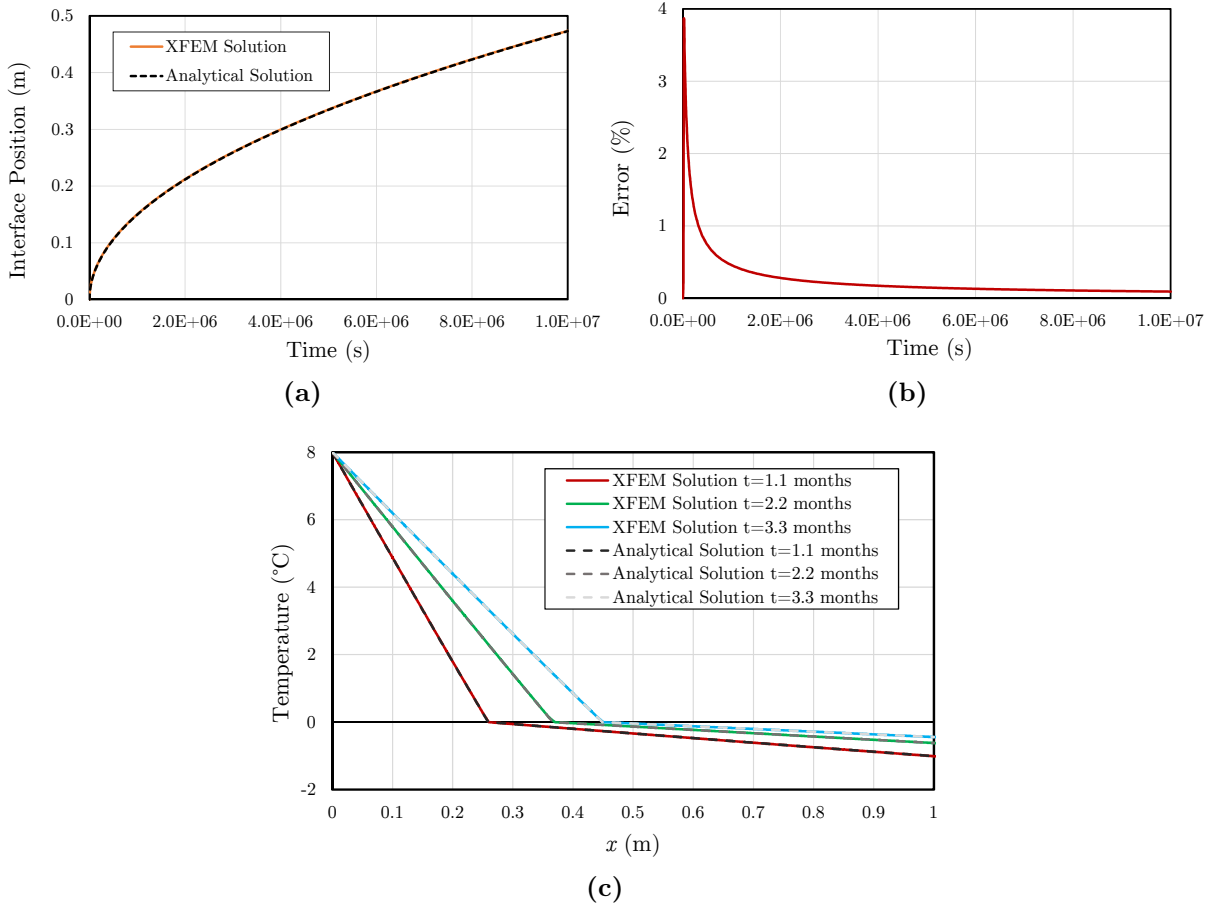 Interface Position (m)
0.5
0.4
0.3
0.2
0.1
0
XFEM Solution
Analytical Solution
0.0E+00 2.0E+06 4.0E+06 6.0E+06 8.0E+06 1.0E+07
Time (s)
(a)
Error (%)
4
3
2
1
0
0.0E+00 2.0E+06 4.0E+06 6.0E+06 8.0E+06 1.0E+07
Time (s)
(b)
Temperature (°C)
8
6
4
2
0
-2
XFEM Solution t=1.1 months
XFEM Solution t=2.2 months
XFEM Solution t=3.3 months
Analytical Solution t=1.1 months
Analytical Solution t=2.2 months
Analytical Solution t=3.3 months
0 0.1 0.2 0.3 0.4 0.5 0.6 0.7 0.8 0.9 1
x (m)
(c)